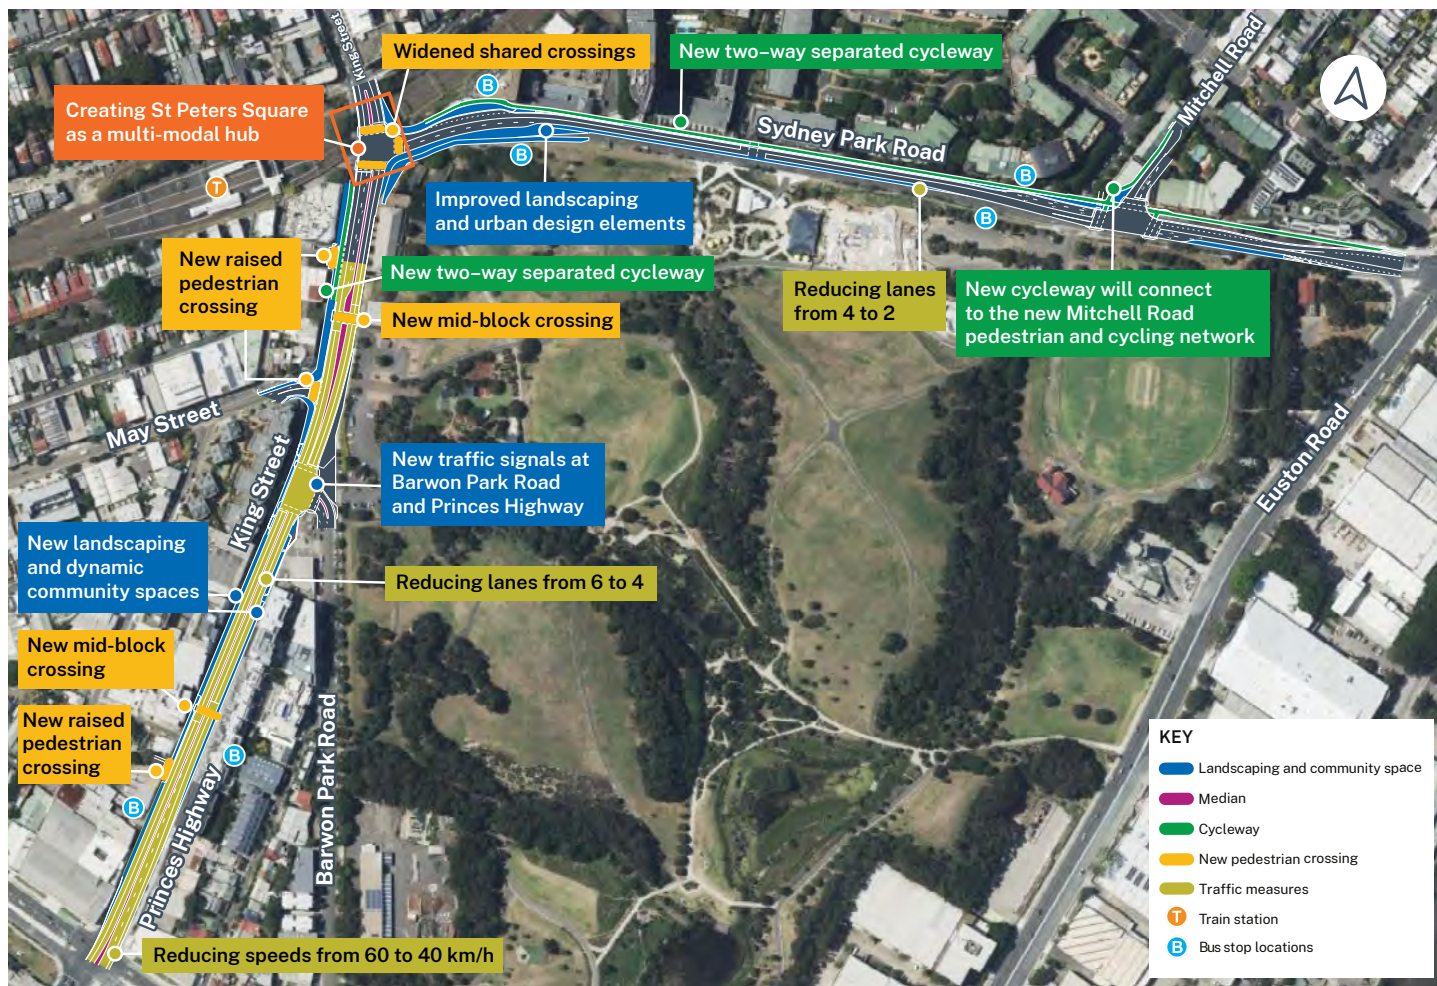 King Street
Widened shared crossings
New two–way separated cycleway
Mitchell Road
Creating St Peters Square
as a multi-modal hub
B
Sydney Park Road
B
T
B
B
Improved landscaping
and urban design elements
New raised
pedestrian
crossing
New two–way separated cycleway
New mid-block crossing
Reducing lanes
from 4 to 2
New cycleway will connect
to the new Mitchell Road
pedestrian and cycling network
May Street
King Street
Euston Road
New traffic signals at
Barwon Park Road
and Princes Highway
New landscaping
and dynamic
community spaces
Reducing lanes from 6 to 4
New mid-block
crossing
New raised
pedestrian
crossing
B
B
Princes Highway
Barwon Park Road
Reducing speeds from 60 to 40 km/h
KEY
Landscaping and community space
Median
Cycleway
New pedestrian crossing
Traffic measures
T Train station
B Bus stop locations